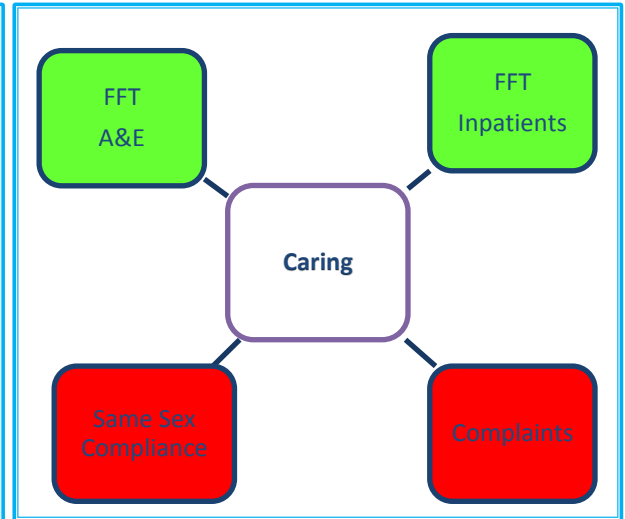 FFT
A&E
FFT
Inpatients
Caring
Same Sex
Compliance
Complaints